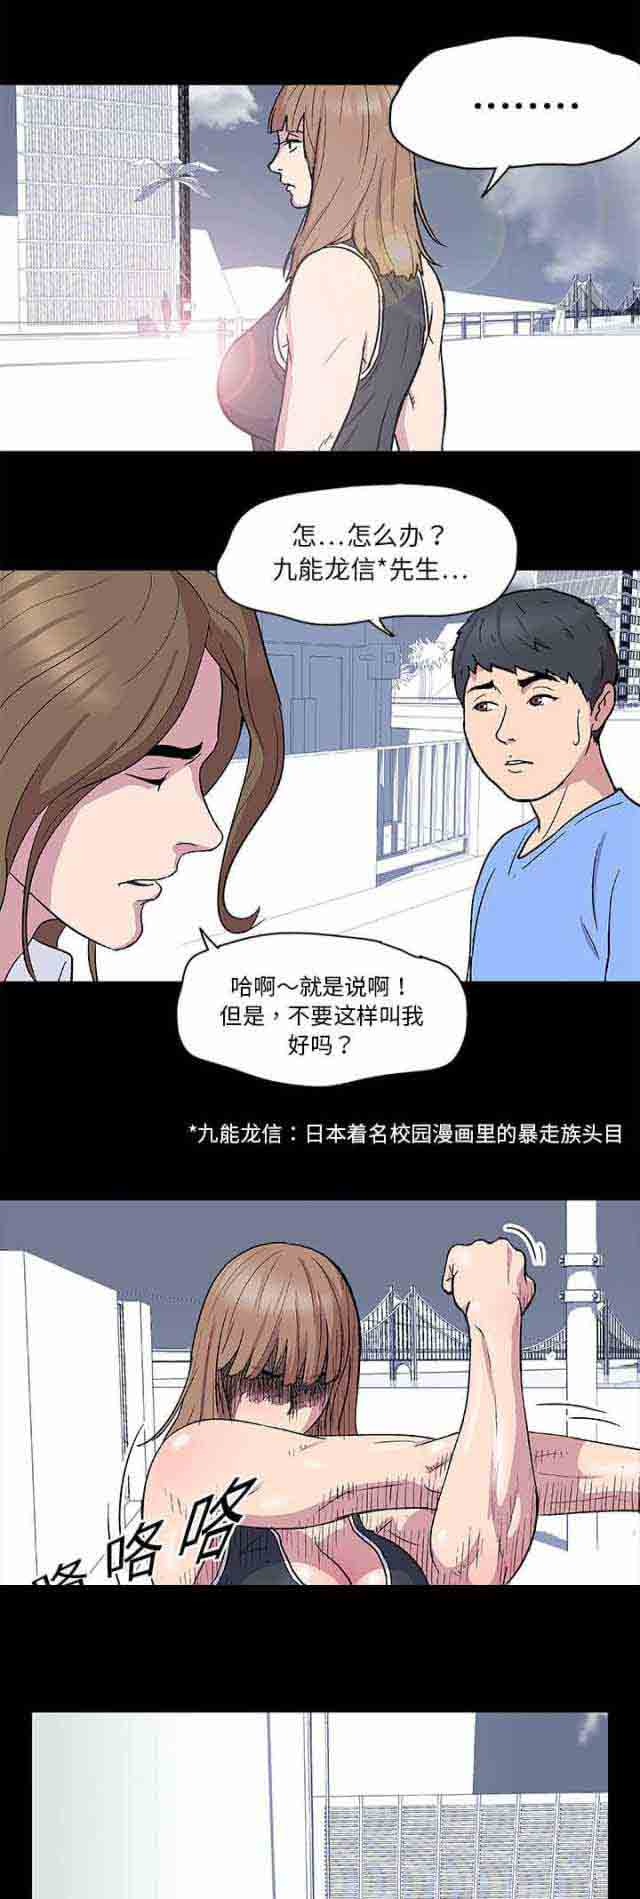 ........
怎...怎么办？
九能龙信*先生...
哈啊～就是说啊！
但是，不要这样叫我
好吗？
*九能龙信：日本着名校园漫画里的暴走族头目
咯咯咯